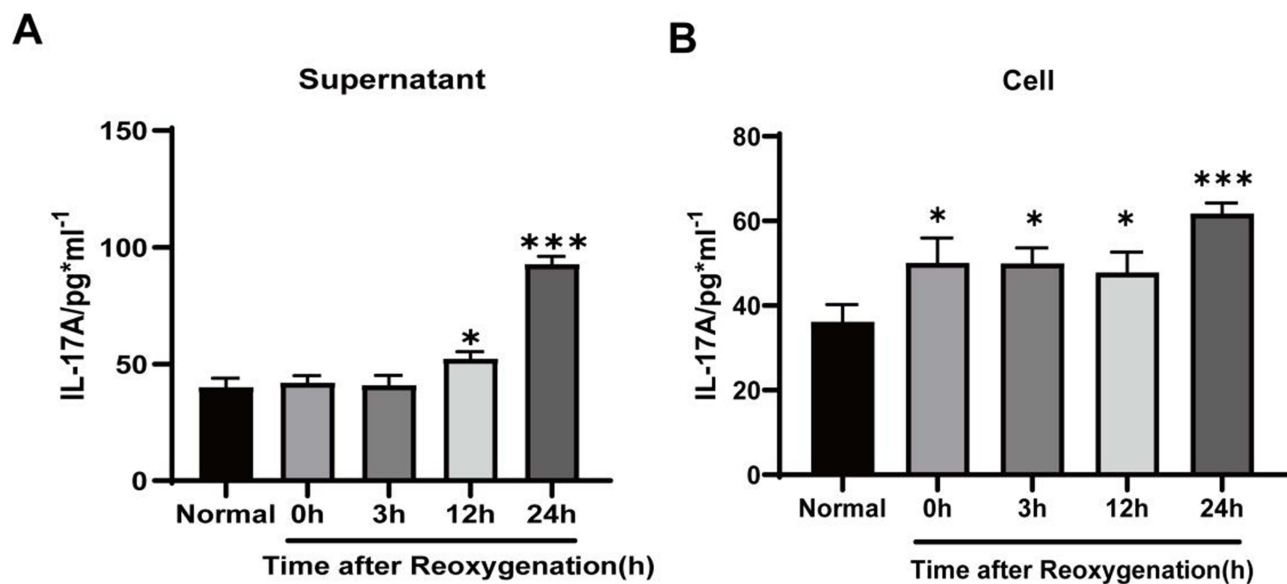 A
Supernatant
IL-17A/pg*ml⁻¹
150
100
50
0
*
***
Normal 0h 3h 12h 24h
Time after Reoxygenation(h)
B
Cell
IL-17A/pg*ml⁻¹
80
60
40
20
0
* * * ***
Normal 0h 3h 12h 24h
Time after Reoxygenation(h)